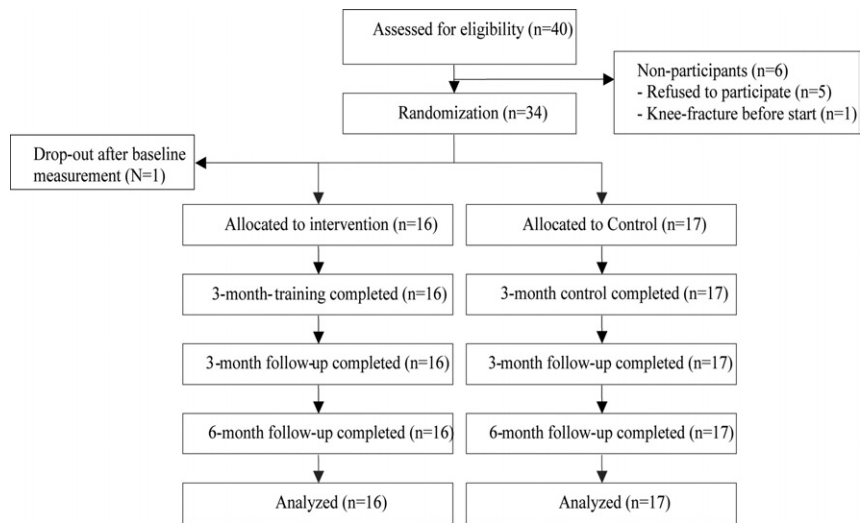 Assessed for eligibility (n=40)
Non-participants (n=6)
- Refused to participate (n=5)
- Knee-fracture before start (n=1)
Randomization (n=34)
Drop-out after baseline
measurement (N=1)
Allocated to intervention (n=16)
Allocated to Control (n=17)
3-month-training completed (n=16)
3-month control completed (n=17)
3-month follow-up completed (n=16)
3-month follow-up completed (n=17)
6-month follow-up completed (n=16)
6-month follow-up completed (n=17)
Analyzed (n=16)
Analyzed (n=17)